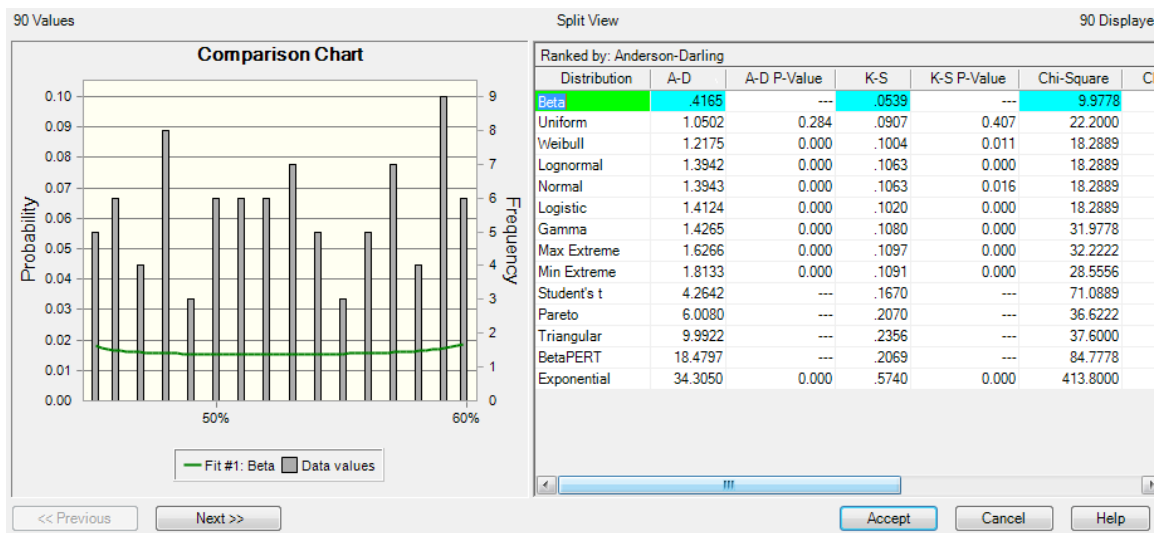 90 Values Split View 90 Displaye
Comparison Chart
Probability
0.10
0.09
0.08
0.07
0.06
0.05
0.04
0.03
0.02
0.01
0.00
9
8
7
6
5
4
3
2
1
0
Frequency
50% 60%
Fit #1: Beta Data values
Ranked by: Anderson-Darling
Distribution A-D A-D P-Value K-S K-S P-Value Chi-Square C
Beta .4165 --- .0539 --- 9.9778
Uniform 1.0502 0.284 .0907 0.407 22.2000
Weibull 1.2175 0.000 .1004 0.011 18.2889
Lognormal 1.3942 0.000 .1063 0.000 18.2889
Normal 1.3943 0.000 .1063 0.016 18.2889
Logistic 1.4124 0.000 .1020 0.000 18.2889
Gamma 1.4265 0.000 .1080 0.000 31.9778
Max Extreme 1.6266 0.000 .1097 0.000 32.2222
Min Extreme 1.8133 0.000 .1091 0.000 28.5556
Student's t 4.2642 --- .1670 --- 71.0889
Pareto 6.0080 --- .2070 --- 36.6222
Triangular 9.9922 --- .2356 --- 37.6000
BetaPERT 18.4797 --- .2069 --- 84.7778
Exponential 34.3050 0.000 .5740 0.000 413.8000
<< Previous Next >> Accept Cancel Help